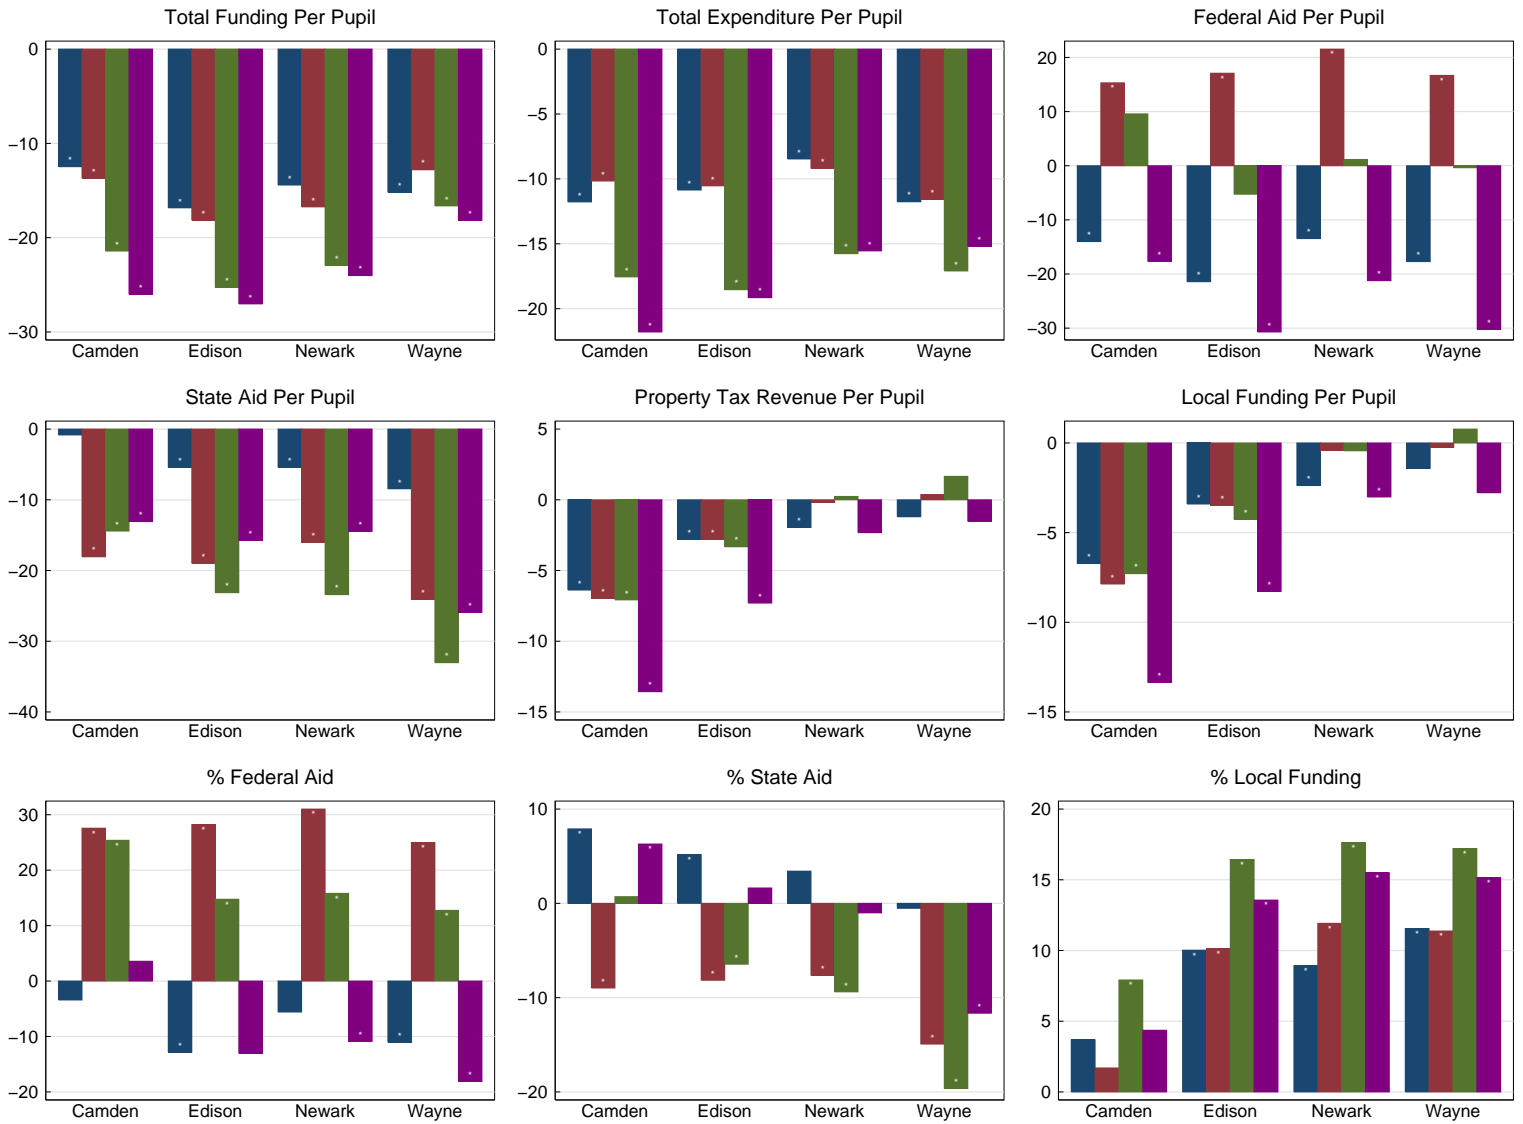 Total Funding Per Pupil
0
−10
−20
−30
Camden Edison Newark Wayne
Total Expenditure Per Pupil
0
−5
−10
−15
−20
Camden Edison Newark Wayne
Federal Aid Per Pupil
20
10
0
−10
−20
−30
Camden Edison Newark Wayne
State Aid Per Pupil
0
−10
−20
−30
−40
Camden Edison Newark Wayne
Property Tax Revenue Per Pupil
5
0
−5
−10
−15
Camden Edison Newark Wayne
Local Funding Per Pupil
0
−5
−10
−15
Camden Edison Newark Wayne
% Federal Aid
30
20
10
0
−10
−20
Camden Edison Newark Wayne
% State Aid
10
0
−10
−20
Camden Edison Newark Wayne
% Local Funding
20
15
10
5
0
Camden Edison Newark Wayne